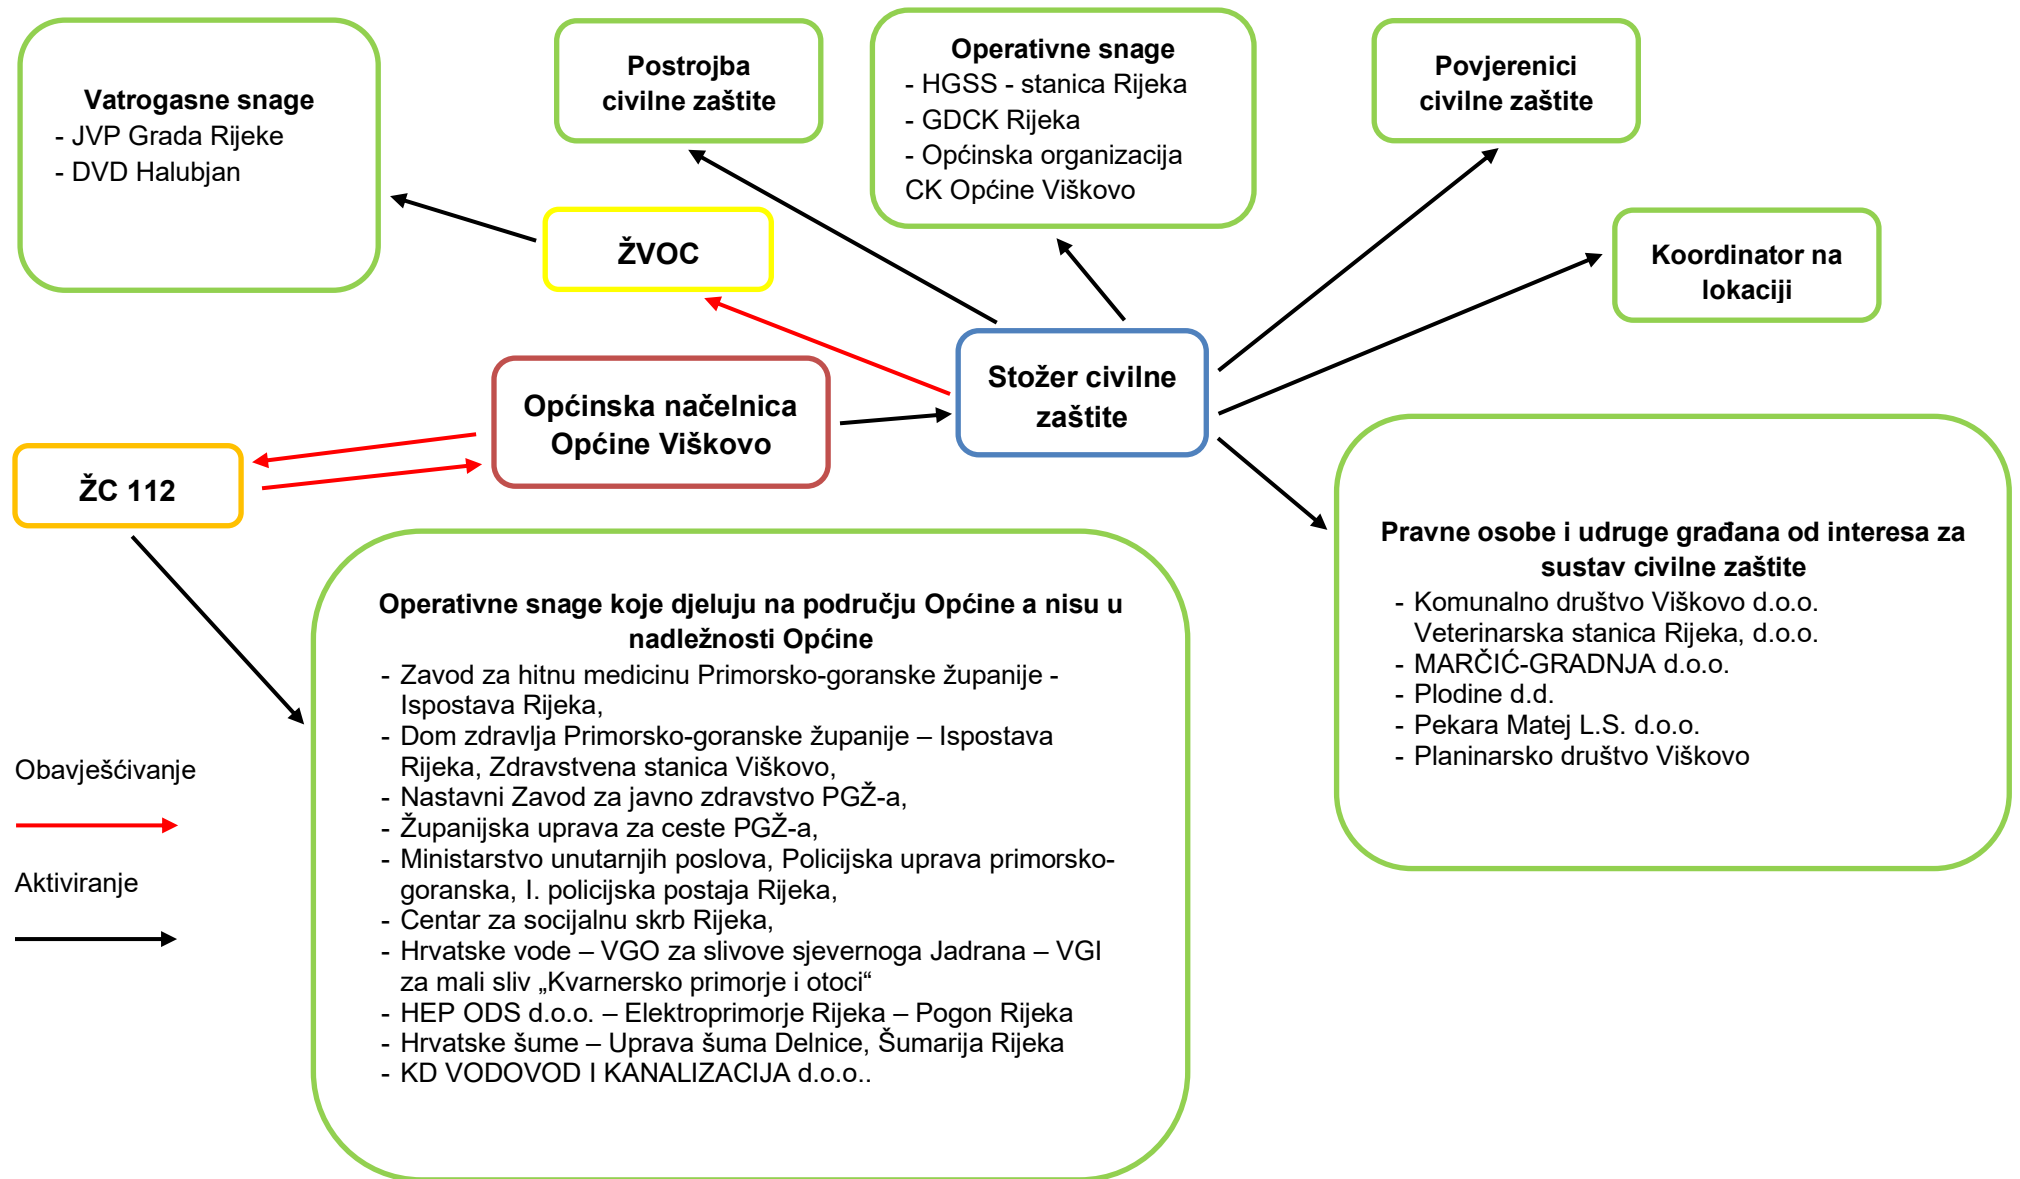 Vatrogasne snage
- JVP Grada Rijeke
- DVD Halubjan
Postrojba
civilne zaštite
Operativne snage
- HGSS - stanica Rijeka
- GDCK Rijeka
- Općinska organizacija
CK Općine Viškovo
Povjerenici
civilne zaštite
ŽVOC
Koordinator na
lokaciji
Stožer civilne
zaštite
Općinska načelnica
Općine Viškovo
ŽC 112
Pravne osobe i udruge građana od interesa za
sustav civilne zaštite
- Komunalno društvo Viškovo d.o.o.
Veterinarska stanica Rijeka, d.o.o.
- MARČIĆ-GRADNJA d.o.o.
- Plodine d.d.
- Pekara Matej L.S. d.o.o.
- Planinarsko društvo Viškovo
Operativne snage koje djeluju na području Općine a nisu u
nadležnosti Općine
- Zavod za hitnu medicinu Primorsko-goranske županije -
Ispostava Rijeka,
- Dom zdravlja Primorsko-goranske županije – Ispostava
Rijeka, Zdravstvena stanica Viškovo,
- Nastavni Zavod za javno zdravstvo PGŽ-a,
- Županijska uprava za ceste PGŽ-a,
- Ministarstvo unutarnjih poslova, Policijska uprava primorsko-
goranska, I. policijska postaja Rijeka,
- Centar za socijalnu skrb Rijeka,
- Hrvatske vode – VGO za slivove sjevernoga Jadrana – VGI
za mali sliv „Kvarnersko primorje i otoci“
- HEP ODS d.o.o. – Elektroprimorje Rijeka – Pogon Rijeka
- Hrvatske šume – Uprava šuma Delnice, Šumarija Rijeka
- KD VODOVOD I KANALIZACIJA d.o.o..
Obavješćivanje
Aktiviranje